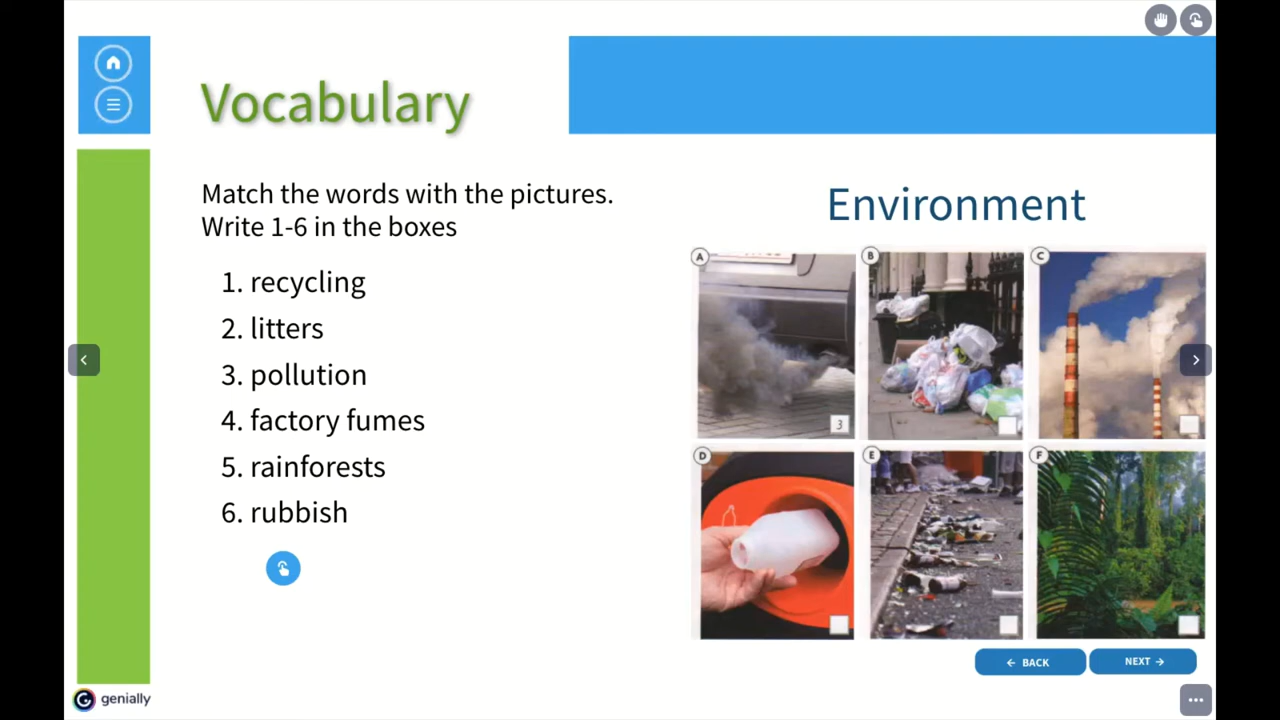 Vocabulary
Match the words with the pictures.
Write 1-6 in the boxes
1. recycling
2. litters
3. pollution
4. factory fumes
5. rainforests
6. rubbish
Environment
A
B
C
3
D
E
F
← BACK
NEXT →
genially